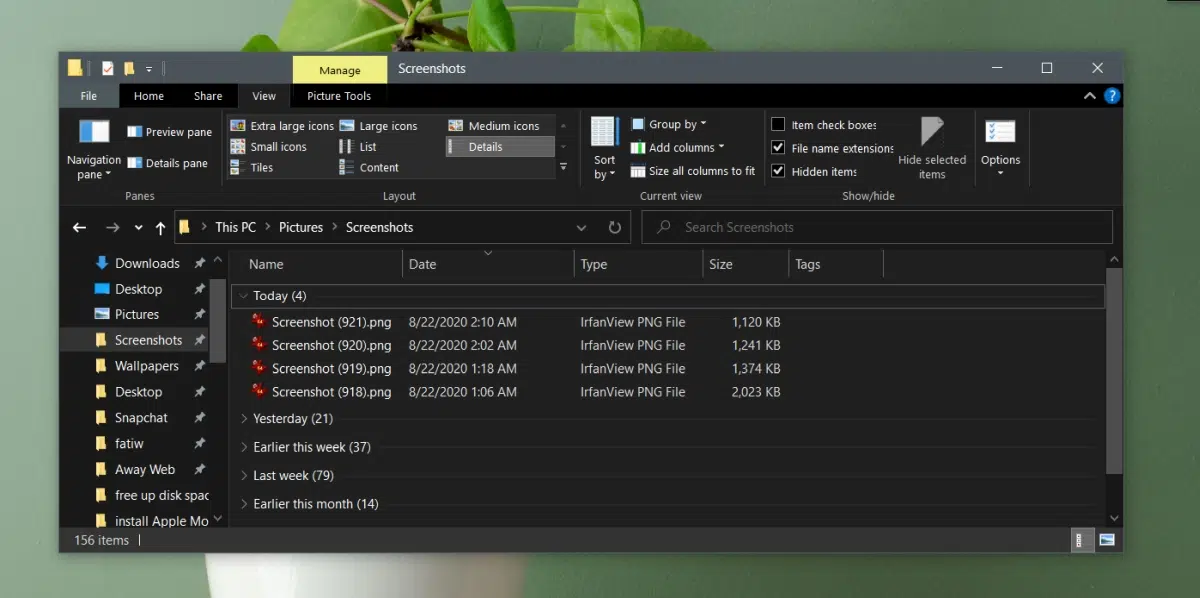 Manage
Screenshots
File
Home
Share
View
Picture Tools
?
Navigation
pane
Preview pane
Details pane
Panes
Extra large icons
Large icons
Medium icons
Small icons
List
Details
Tiles
Content
Layout
Sort
by
Group by
Add columns
Size all columns to fit
Current view
Item check boxes
File name extensions
Hidden items
Hide selected
items
Show/hide
Options
This PC
Pictures
Screenshots
Search Screenshots
Downloads
Desktop
Pictures
Screenshots
Wallpapers
Desktop
Snapchat
fatiw
Away Web
free up disk spac
install Apple Mo
Name
Date
Type
Size
Tags
Today (4)
Screenshot (921).png 8/22/2020 2:10 AM IrfanView PNG File 1,120 KB
Screenshot (920).png 8/22/2020 2:02 AM IrfanView PNG File 1,241 KB
Screenshot (919).png 8/22/2020 1:18 AM IrfanView PNG File 1,374 KB
Screenshot (918).png 8/22/2020 1:06 AM IrfanView PNG File 2,023 KB
Yesterday (21)
Earlier this week (37)
Last week (79)
Earlier this month (14)
156 items